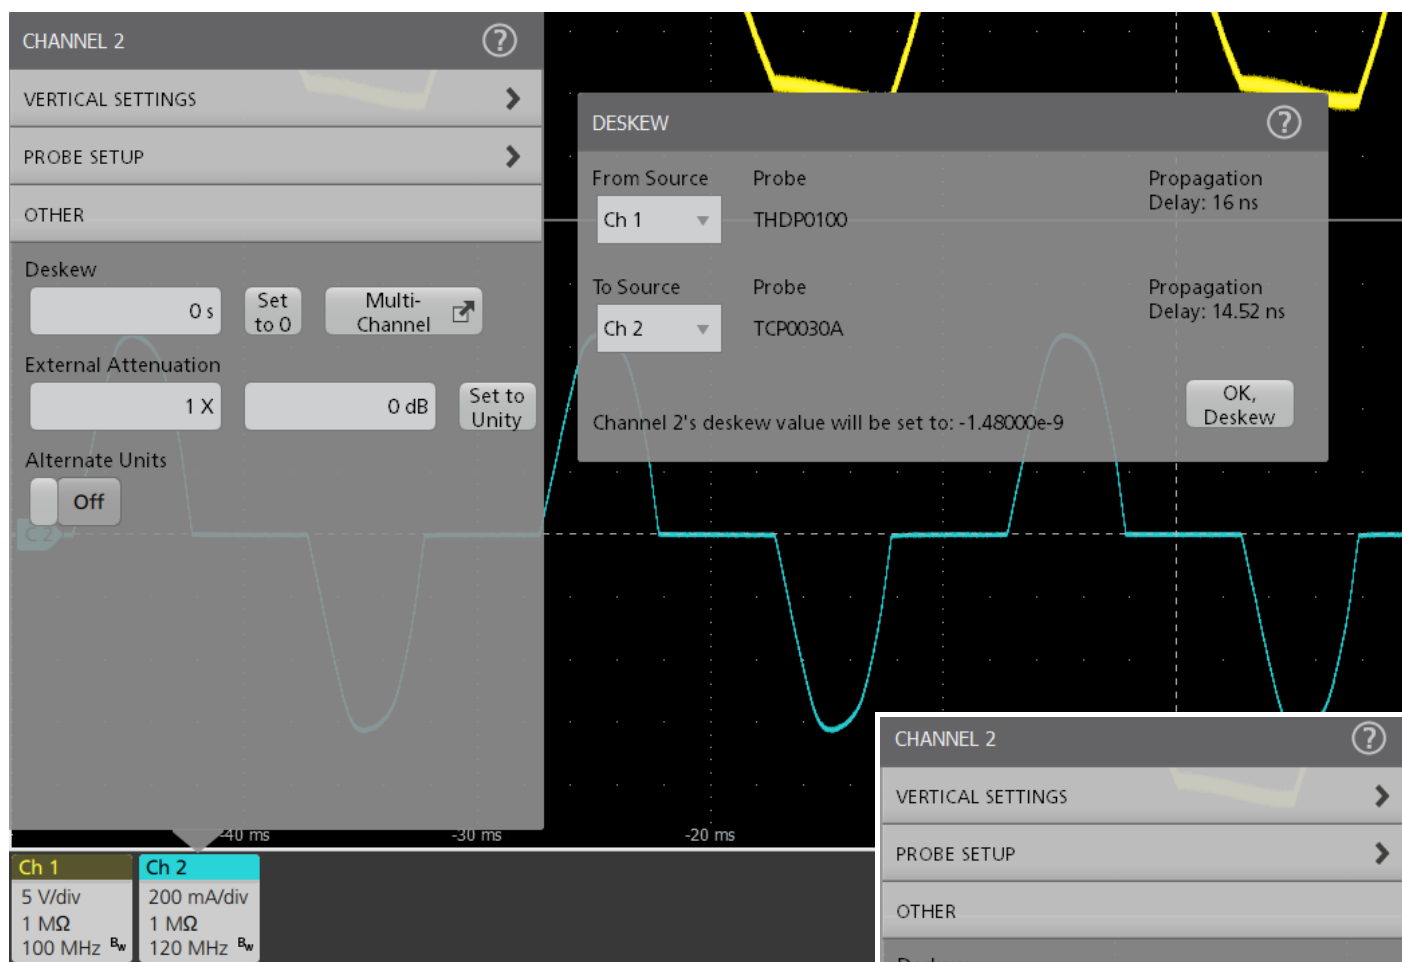 CHANNEL 2
?
VERTICAL SETTINGS
PROBE SETUP
OTHER
Deskew
0 s
Set
to 0
Multi-
Channel
External Attenuation
1 X
0 dB
Set to
Unity
Alternate Units
Off
C 2
DESKEW
?
From Source
Probe
Propagation
Delay: 16 ns
Ch 1
THDP0100
To Source
Probe
Propagation
Delay: 14.52 ns
Ch 2
TCP0030A
OK,
Deskew
Channel 2's deskew value will be set to: -1.48000e-9
-40 ms
-30 ms
-20 ms
Ch 1
5 V/div
1 MΩ
100 MHz Bw
Ch 2
200 mA/div
1 MΩ
120 MHz Bw
CHANNEL 2
?
VERTICAL SETTINGS
PROBE SETUP
OTHER